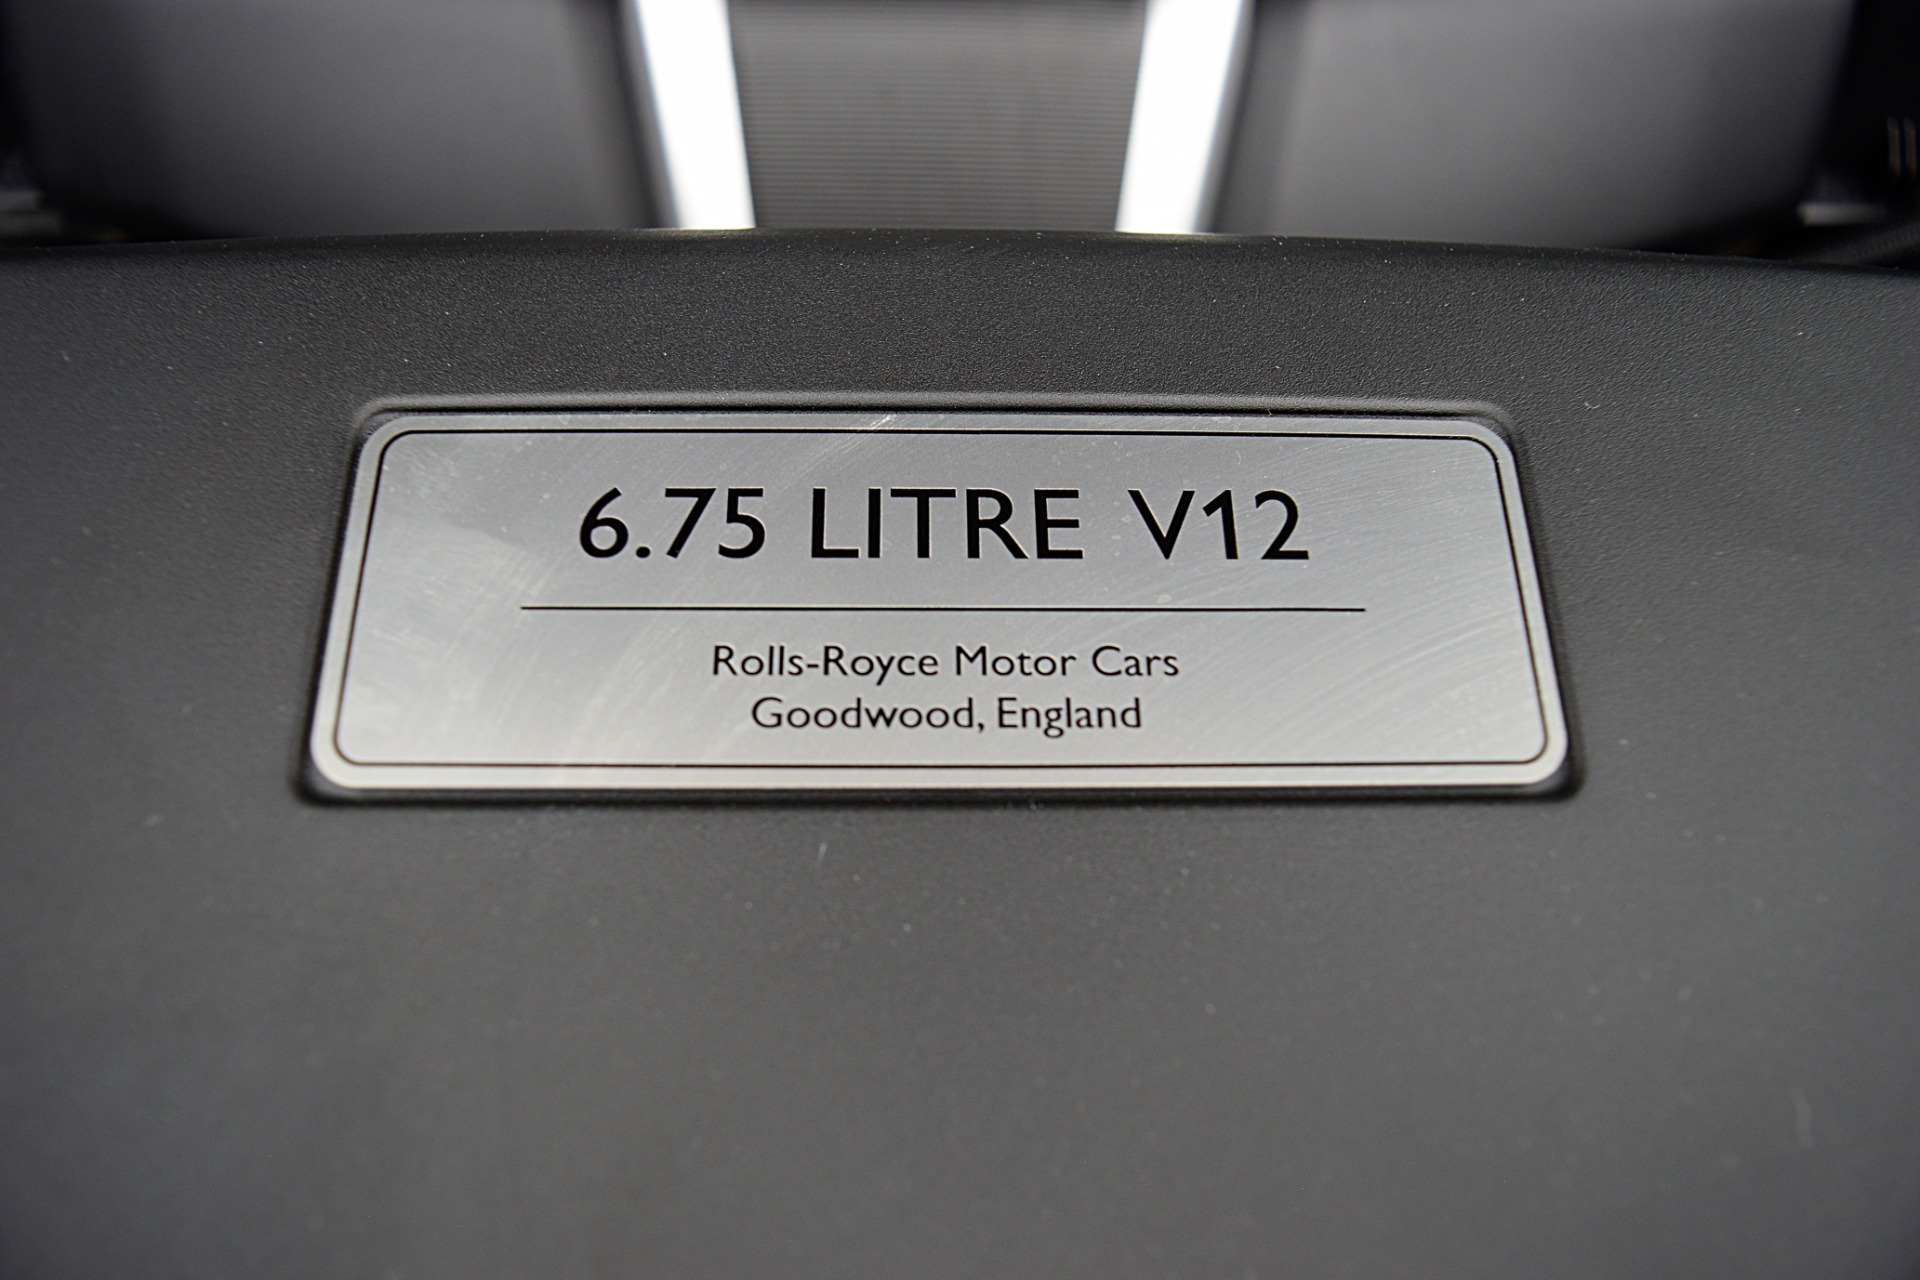 6.75 LITRE V12
Rolls-Royce Motor Cars
Goodwood, England